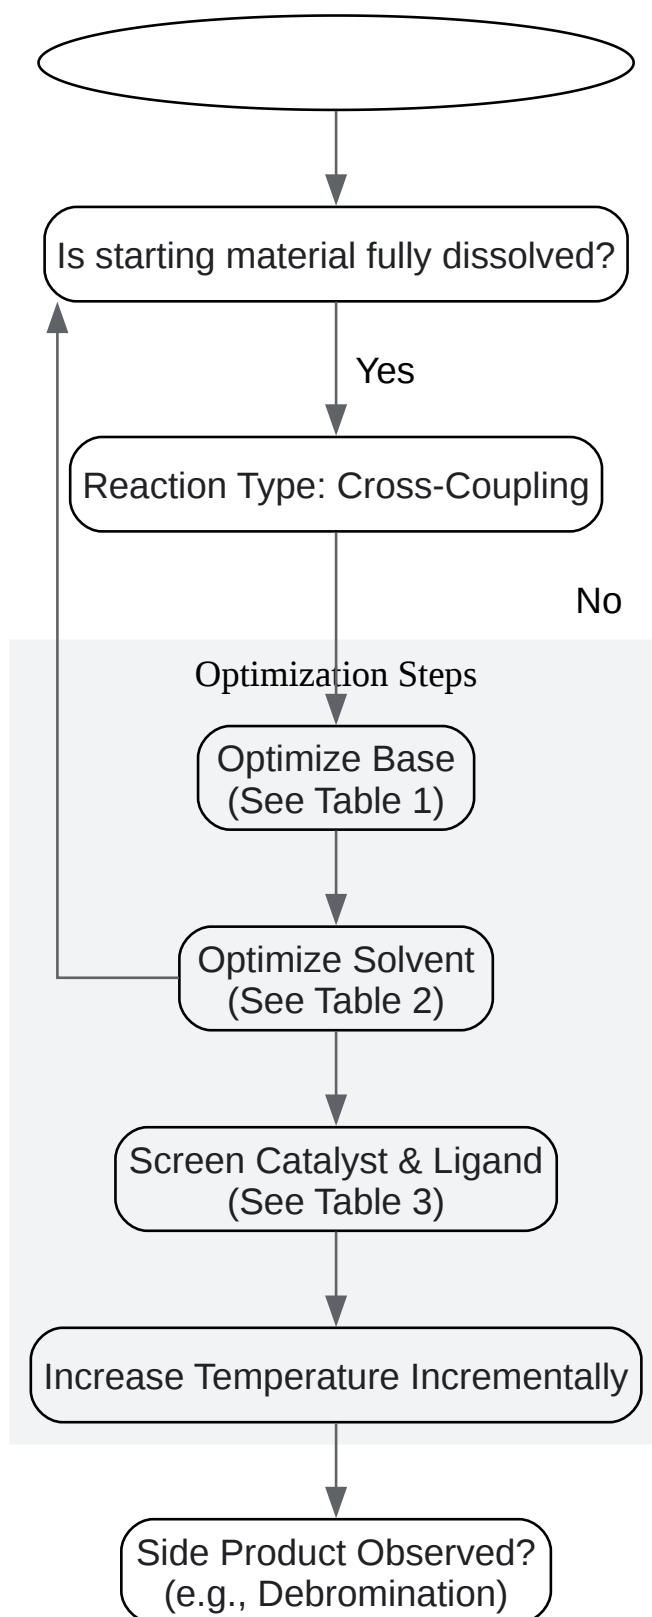 Is starting material fully dissolved?
Yes
Reaction Type: Cross-Coupling
No
Optimization Steps
Optimize Base
(See Table 1)
Optimize Solvent
(See Table 2)
Screen Catalyst & Ligand
(See Table 3)
Increase Temperature Incrementally
Side Product Observed?
(e.g., Debromination)